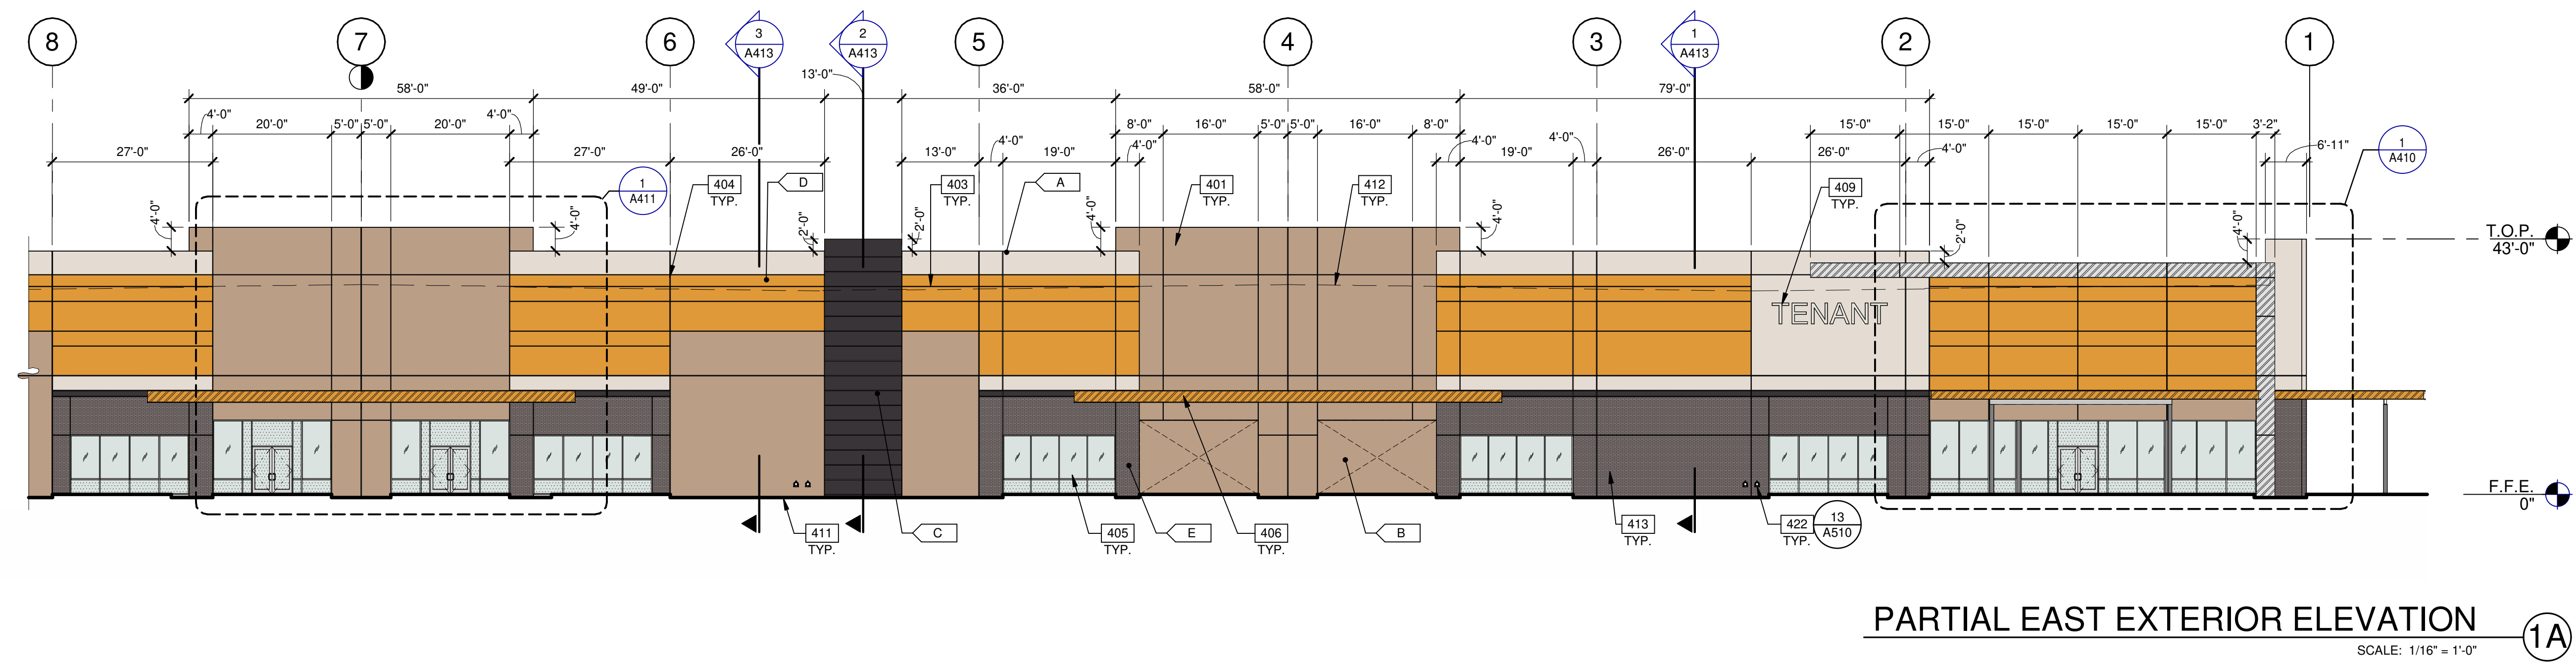 8 7 6 3 2 5 4 3 1 2 1
A413 A413 A413
13'-0"
58'-0" 49'-0" 36'-0" 58'-0" 79'-0"
4'-0" 20'-0" 5'-0" 5'-0" 20'-0" 4'-0" 8'-0" 16'-0" 5'-0" 5'-0" 16'-0" 8'-0" 15'-0" 15'-0" 15'-0" 15'-0" 15'-0" 3'-2"
4'-0" 4'-0" 4'-0"
27'-0" 27'-0" 26'-0" 13'-0" 19'-0" 4'-0" 19'-0" 26'-0" 26'-0" 4'-0" 6'-11"
1
A410
1
A411
404 D 403 A 401 412 409
TYP. TYP. TYP. TYP. TYP.
4'-0" 4'-0" 2'-0" 2'-0" 4'-0" 4'-0" 2'-0" 4'-0"
T.O.P.
43'-0"
TENANT
F.F.E.
0"
411 C 405 E 406 B 413 422 13
A510
TYP. TYP. TYP. TYP. TYP.
PARTIAL EAST EXTERIOR ELEVATION
1A
SCALE: 1/16" = 1'-0"